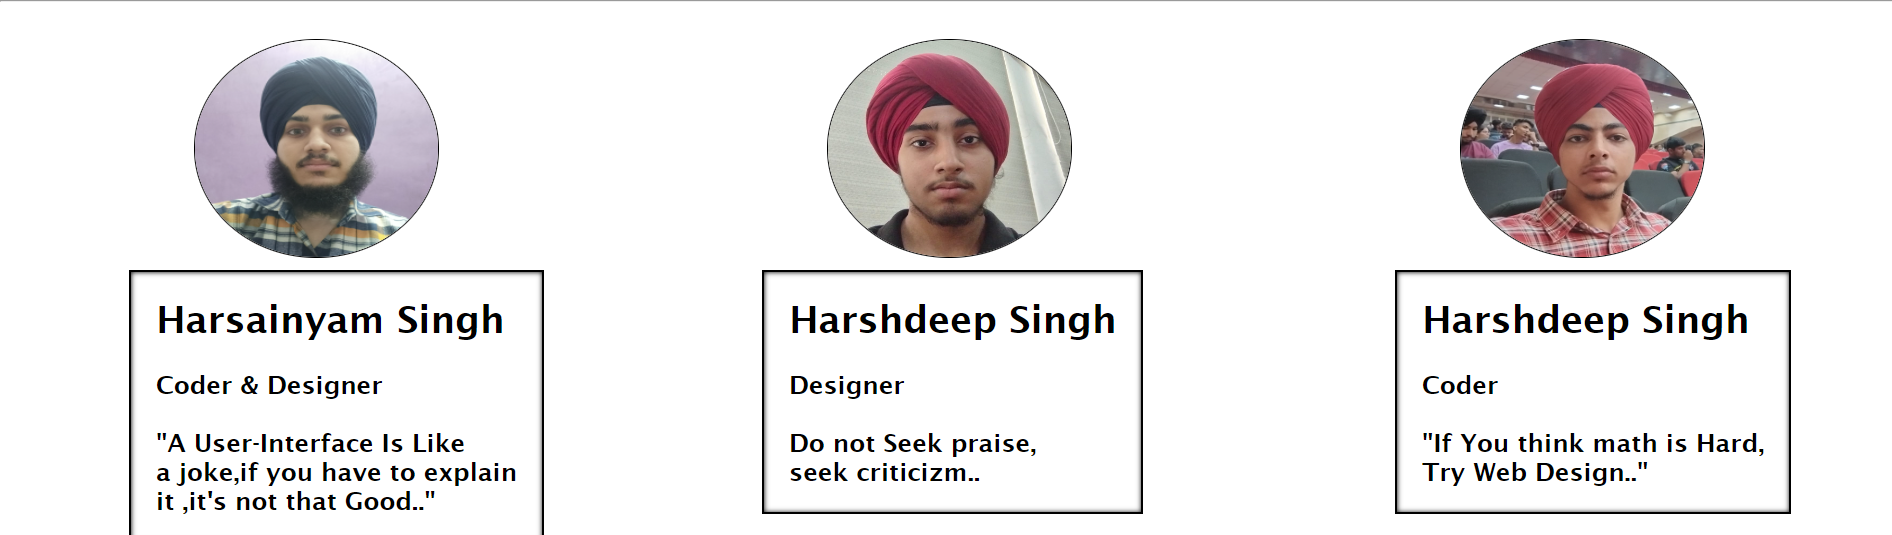 Harsainyam Singh
Coder & Designer
"A User-Interface Is Like
a joke,if you have to explain
it ,it's not that Good.."
Harshdeep Singh
Designer
Do not Seek praise,
seek criticizm..
Harshdeep Singh
Coder
"If You think math is Hard,
Try Web Design.."